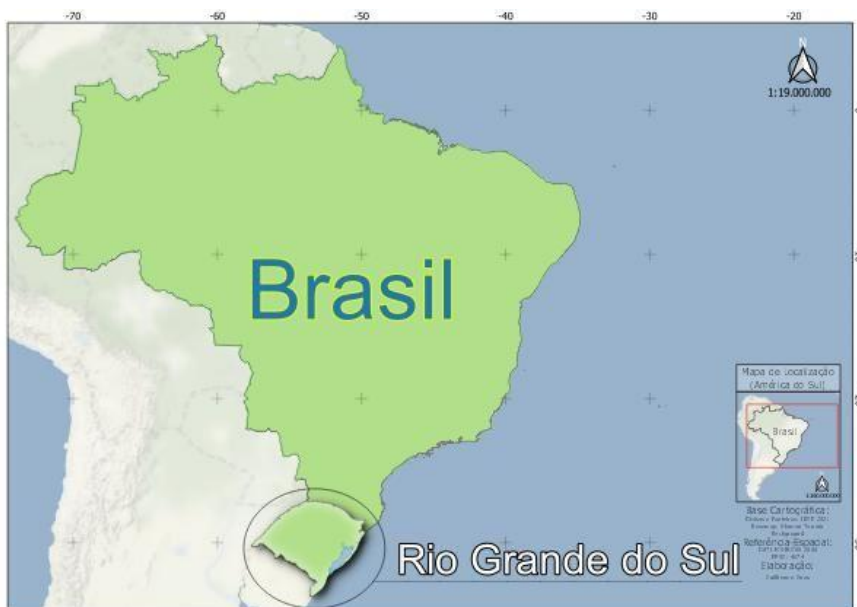 -70 -60 -50 -40 -30 -20
N
1:19.000.000
Brasil
Mapa de Localização
(América do Sul)
Brasil
Base Cartográfica:
Referência Espacial:
Elaboração:
Rio Grande do Sul